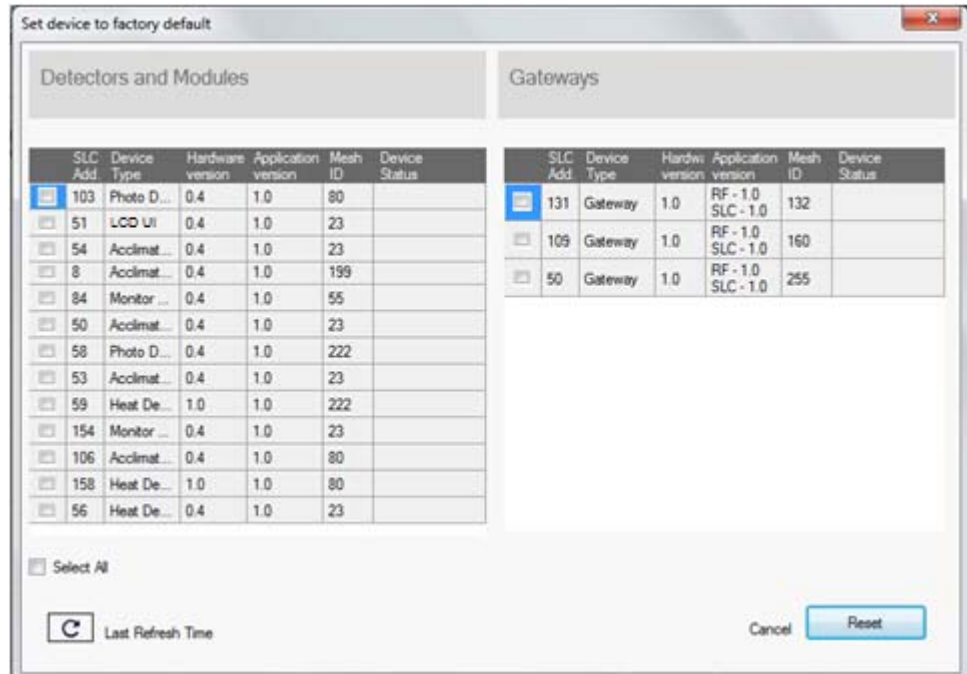 Set device to factory default
Detectors and Modules
SLC Add. Device Type Hardware version Application version Mesh ID Device Status
103 Photo D... 0.4 1.0 80
51 LCD UI 0.4 1.0 23
54 Acclimat... 0.4 1.0 23
8 Acclimat... 0.4 1.0 199
84 Monitor ... 0.4 1.0 55
50 Acclimat... 0.4 1.0 23
58 Photo D... 0.4 1.0 222
53 Acclimat... 0.4 1.0 23
59 Heat De... 1.0 1.0 222
154 Monitor ... 0.4 1.0 23
106 Acclimat... 0.4 1.0 80
158 Heat De... 1.0 1.0 80
56 Heat De... 0.4 1.0 23
Select All
Last Refresh Time
Gateways
SLC Add. Device Type Hardw version Application version Mesh ID Device Status
131 Gateway 1.0 RF - 1.0 SLC - 1.0 132
109 Gateway 1.0 RF - 1.0 SLC - 1.0 160
50 Gateway 1.0 RF - 1.0 SLC - 1.0 255
Cancel
Reset